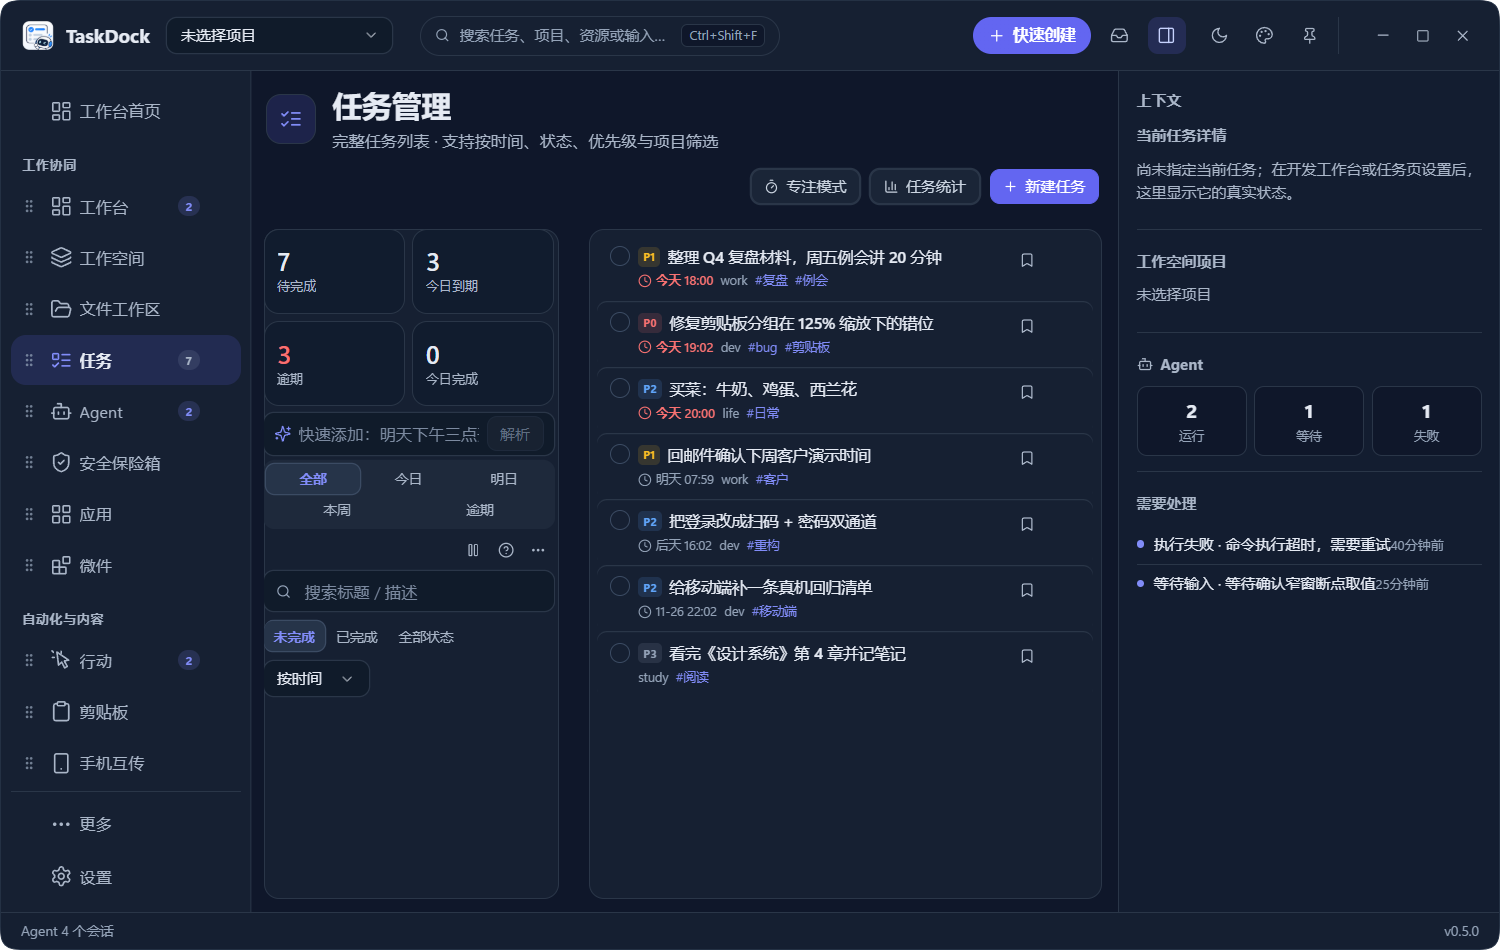 TaskDock
未选择项目
搜索任务、项目、资源或输入...
Ctrl+Shift+F
快速创建
工作台首页
工作协同
工作台
2
工作空间
文件工作区
任务
7
Agent
2
安全保险箱
应用
微件
自动化与内容
行动
2
剪贴板
手机互传
更多
设置
任务管理
完整任务列表 · 支持按时间、状态、优先级与项目筛选
专注模式
任务统计
新建任务
7
待完成
3
今日到期
3
逾期
0
今日完成
快速添加：明天下午三点
解析
全部
今日
明日
本周
逾期
搜索标题 / 描述
未完成
已完成
全部状态
按时间
P1 整理 Q4 复盘材料，周五例会讲 20 分钟
今天 18:00 work #复盘 #例会
P0 修复剪贴板分组在 125% 缩放下的错位
今天 19:02 dev #bug #剪贴板
P2 买菜：牛奶、鸡蛋、西兰花
今天 20:00 life #日常
P1 回邮件确认下周客户演示时间
明天 07:59 work #客户
P2 把登录改成扫码 + 密码双通道
后天 16:02 dev #重构
P2 给移动端补一条真机回归清单
11-26 22:02 dev #移动端
P3 看完《设计系统》第 4 章并记笔记
study #阅读
上下文
当前任务详情
尚未指定当前任务；在开发工作台或任务页设置后，
这里显示它的真实状态。
工作空间项目
未选择项目
Agent
2
运行
1
等待
1
失败
需要处理
执行失败 · 命令执行超时，需要重试40分钟前
等待输入 · 等待确认窄窗断点取值25分钟前
Agent 4 个会话
v0.5.0